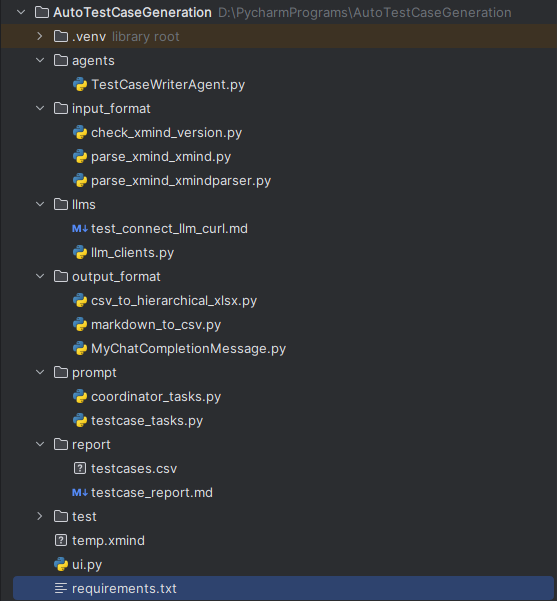 AutoTestCaseGeneration D:\PycharmPrograms\AutoTestCaseGeneration
.venv library root
agents
TestCaseWriterAgent.py
input_format
check_xmind_version.py
parse_xmind_xmind.py
parse_xmind_xmindparser.py
llms
M↓ test_connect_llm_curl.md
llm_clients.py
output_format
csv_to_hierarchical_xlsx.py
markdown_to_csv.py
MyChatCompletionMessage.py
prompt
coordinator_tasks.py
testcase_tasks.py
report
? testcases.csv
M↓ testcase_report.md
test
? temp.xmind
ui.py
requirements.txt